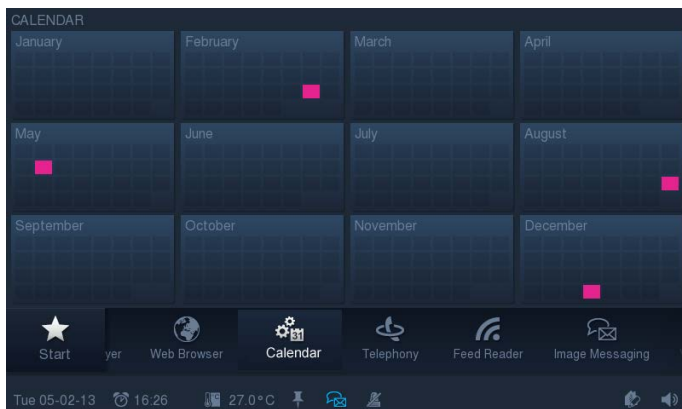 CALENDAR
January February March April
May June July August
September October November December
31
Start yer Web Browser Calendar Telephony Feed Reader Image Messaging
Tue 05-02-13 16:26 27.0°C